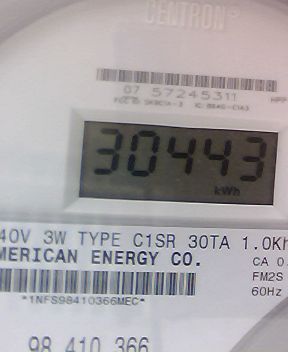 CENTRON®
07 57245311
30443
kWh
40V 3W TYPE C1SR 30TA 1.0Kh
MERICAN ENERGY CO.
CA 0.
FM2S
*1NFS98410366MEC*
60Hz
98 410 366